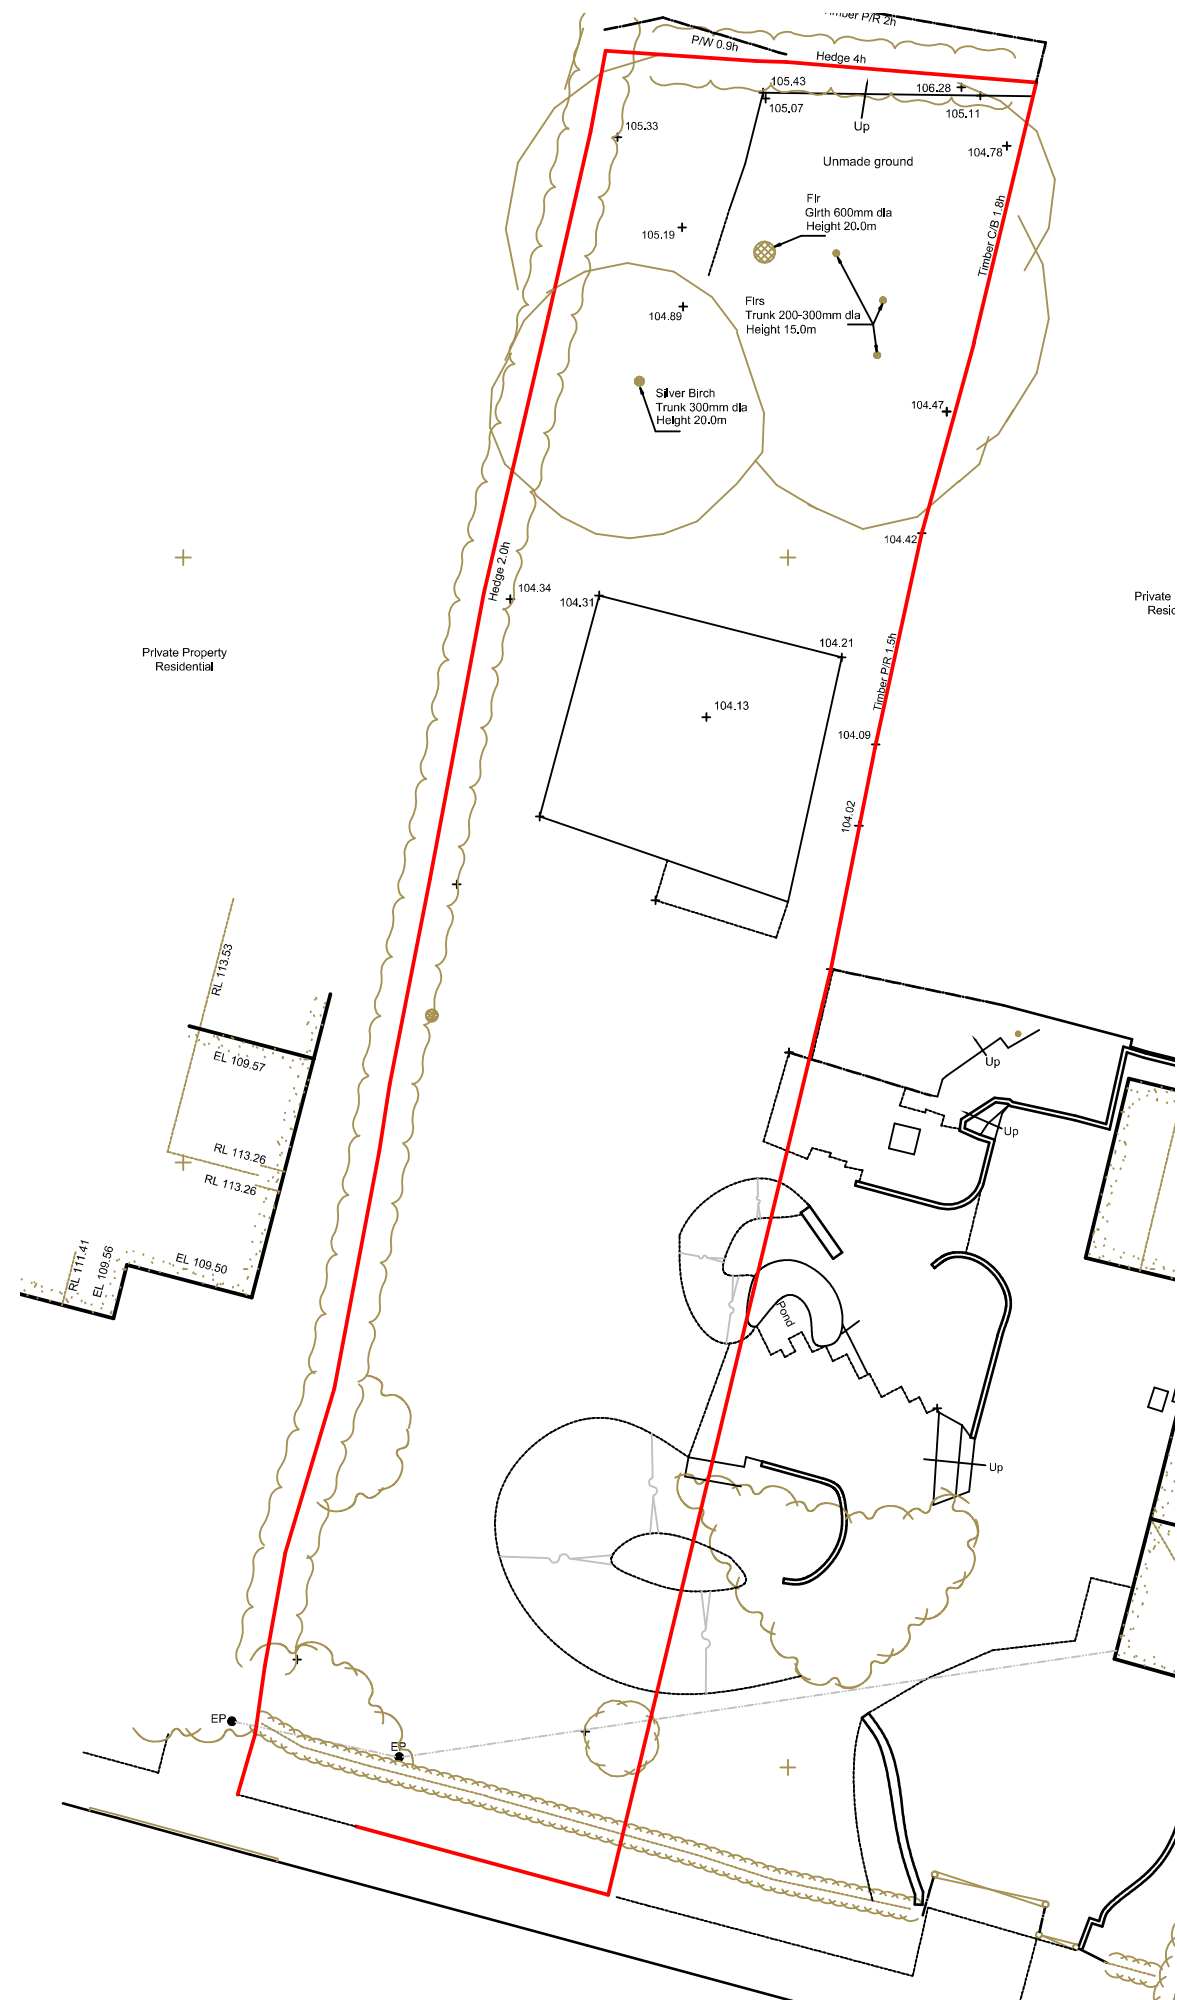 Timber P/R 2h
P/W 0.9h
Hedge 4h
105.43
106.28
105.07
105.11
Up
105.33
104.78
Unmade ground
Fir
Girth 600mm dia
Height 20.0m
105.19
Timber C/B 1.8h
Firs
Trunk 200-300mm dia
Height 15.0m
104.89
Silver Birch
Trunk 300mm dia
Height 20.0m
104.47
104.42
Hedge 2.0h
104.34
104.31
Private
Private Property
Residential
104.21
Timber P/R 1.5h
104.13
104.09
104.02
RL 113.53
EL 109.57
Up
Up
RL 113.26
RL 113.26
RL 111.41
EL 109.56
EL 109.50
Pond
Up
EP
EP